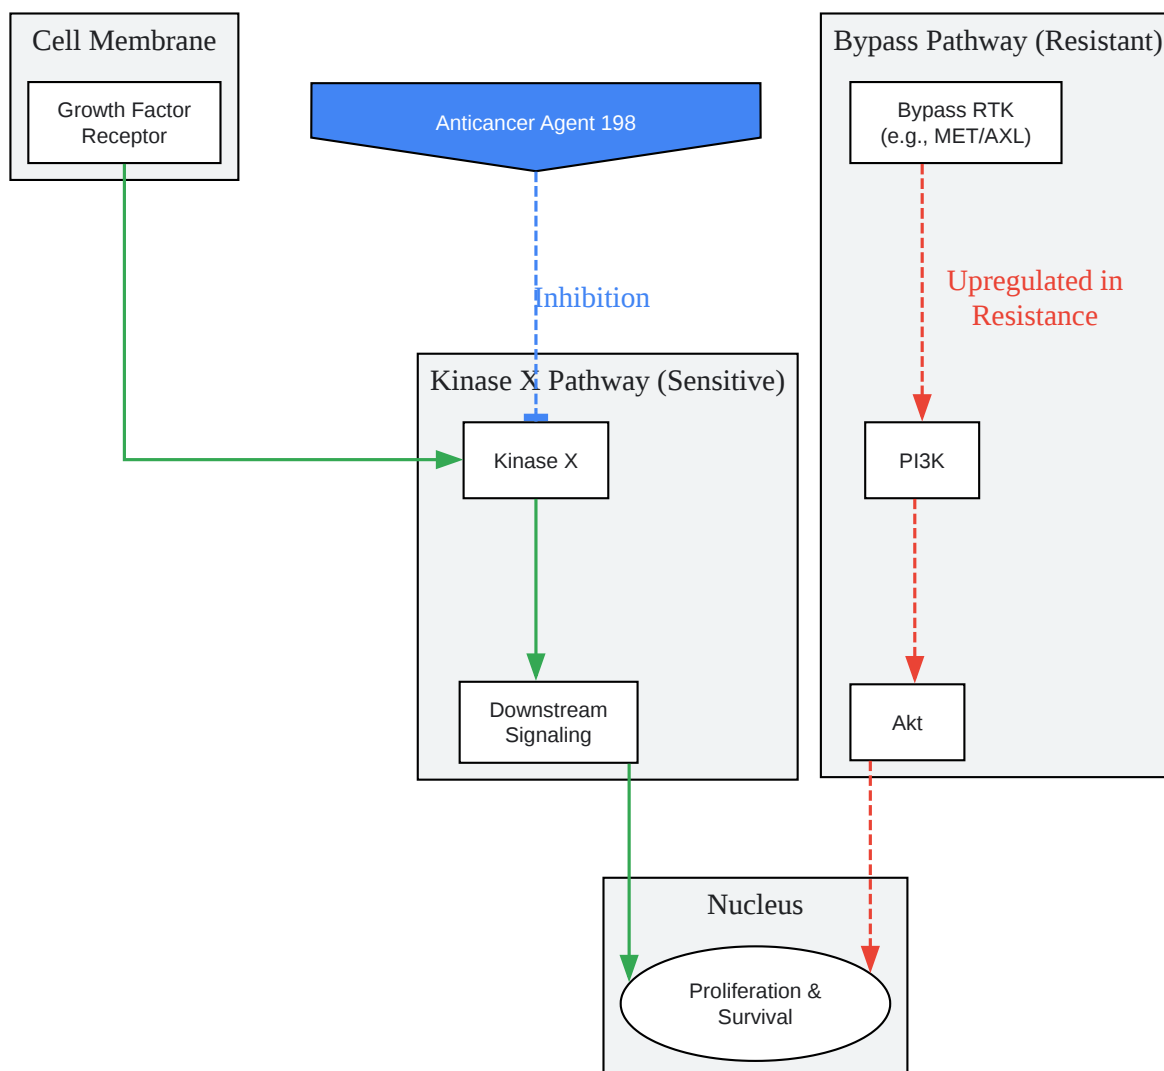 Cell Membrane
Growth Factor
Receptor
Anticancer Agent 198
Bypass Pathway (Resistant)
Bypass RTK
(e.g., MET/AXL)
Inhibition
Upregulated in
Resistance
Kinase X Pathway (Sensitive)
Kinase X
PI3K
Downstream
Signaling
Akt
Nucleus
Proliferation &
Survival